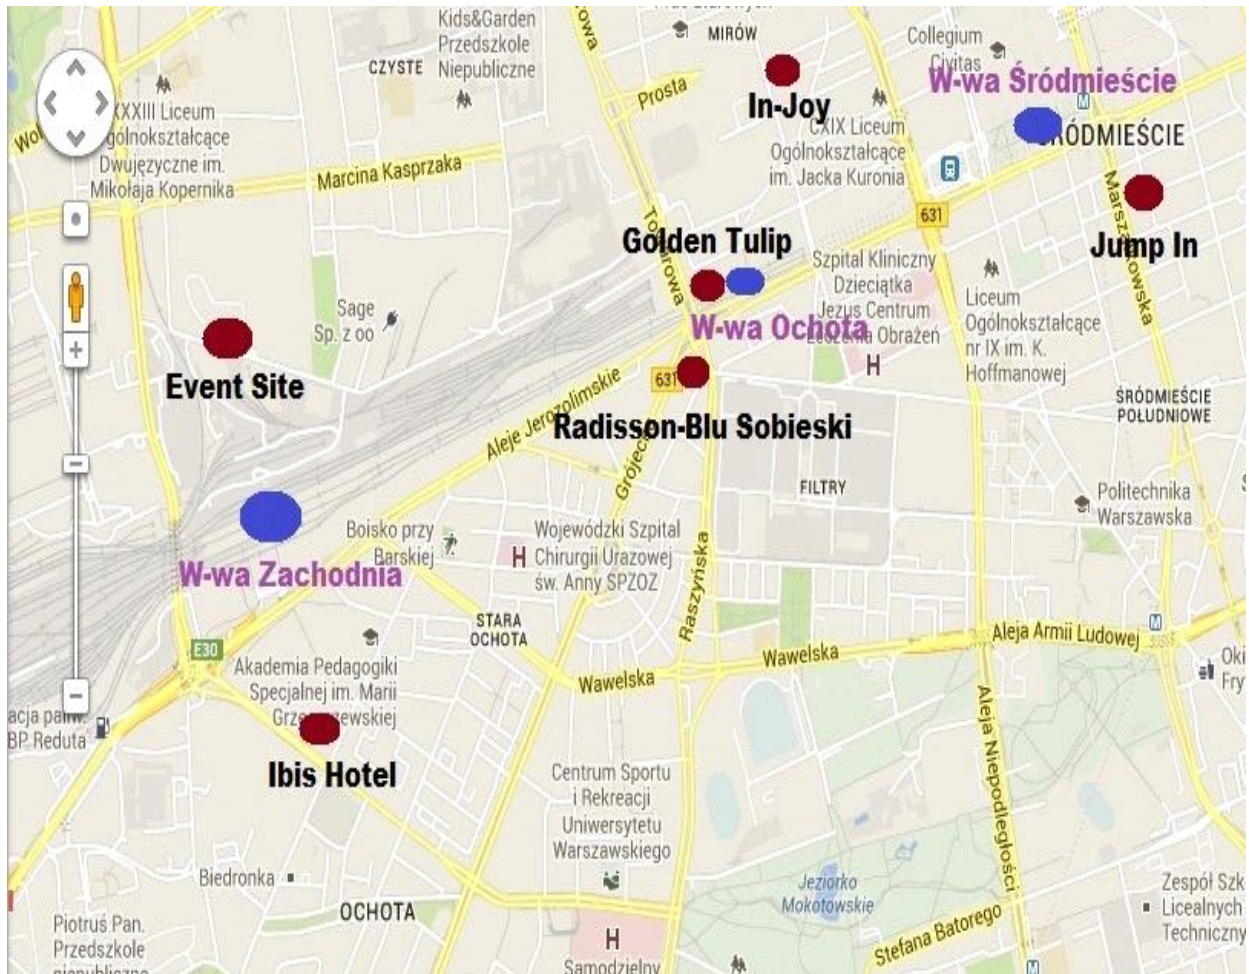 Kids&Garden
Przedszkole
Niepubliczne
CZYSTE
MIRÓW
Prosta
In-Joy
Collegium
Civitas
W-wa Śródmieście
M
ŚRÓDMIEŚCIE
XXXIII Liceum
Ogólnokształcące
Dwujęzyczne im.
Mikołaja Kopernika
Marcina Kasprzaka
CXIX Liceum
Ogólnokształcące
im. Jacka Kuronia
631
Marszałkowska
Jump In
Towarowa
Golden Tulip
Szpital Kliniczny
Dzieciątka
Jezus Centrum
Leczenia Obrażeń
H
W-wa Ochota
Liceum
Ogólnokształcące
nr IX im. K.
Hoffmanowej
Sage
Sp. z oo
Event Site
Aleje Jerozolimskie
631
Radisson-Blu Sobieski
Grójecka
ŚRÓDMIEŚCIE
POŁUDNIOWE
FILTRY
Politechnika
Warszawska
W-wa Zachodnia
Boisko przy
Barskiej
H
Wojewódzki Szpital
Chirurgii Urazowej
św. Anny SPZOZ
Raszyńska
STARA
OCHOTA
E30
Wawelska
Wawelska
Aleja Armii Ludowej
M
Akademia Pedagogiki
Specjalnej im. Marii
Grzegorzewskiej
Oki
Fry
acja paliw.
BP Reduta
Ibis Hotel
Aleja Niepodległości
Centrum Sportu
i Rekreacji
Uniwersytetu
Warszawskiego
Biedronka
OCHOTA
Jeziorko
Mokotowskie
Stefana Batorego
Zespół Szk
Licealnych
Techniczny
Piotruś Pan.
Przedszkole
niepubliczne
H
Samodzielny
M